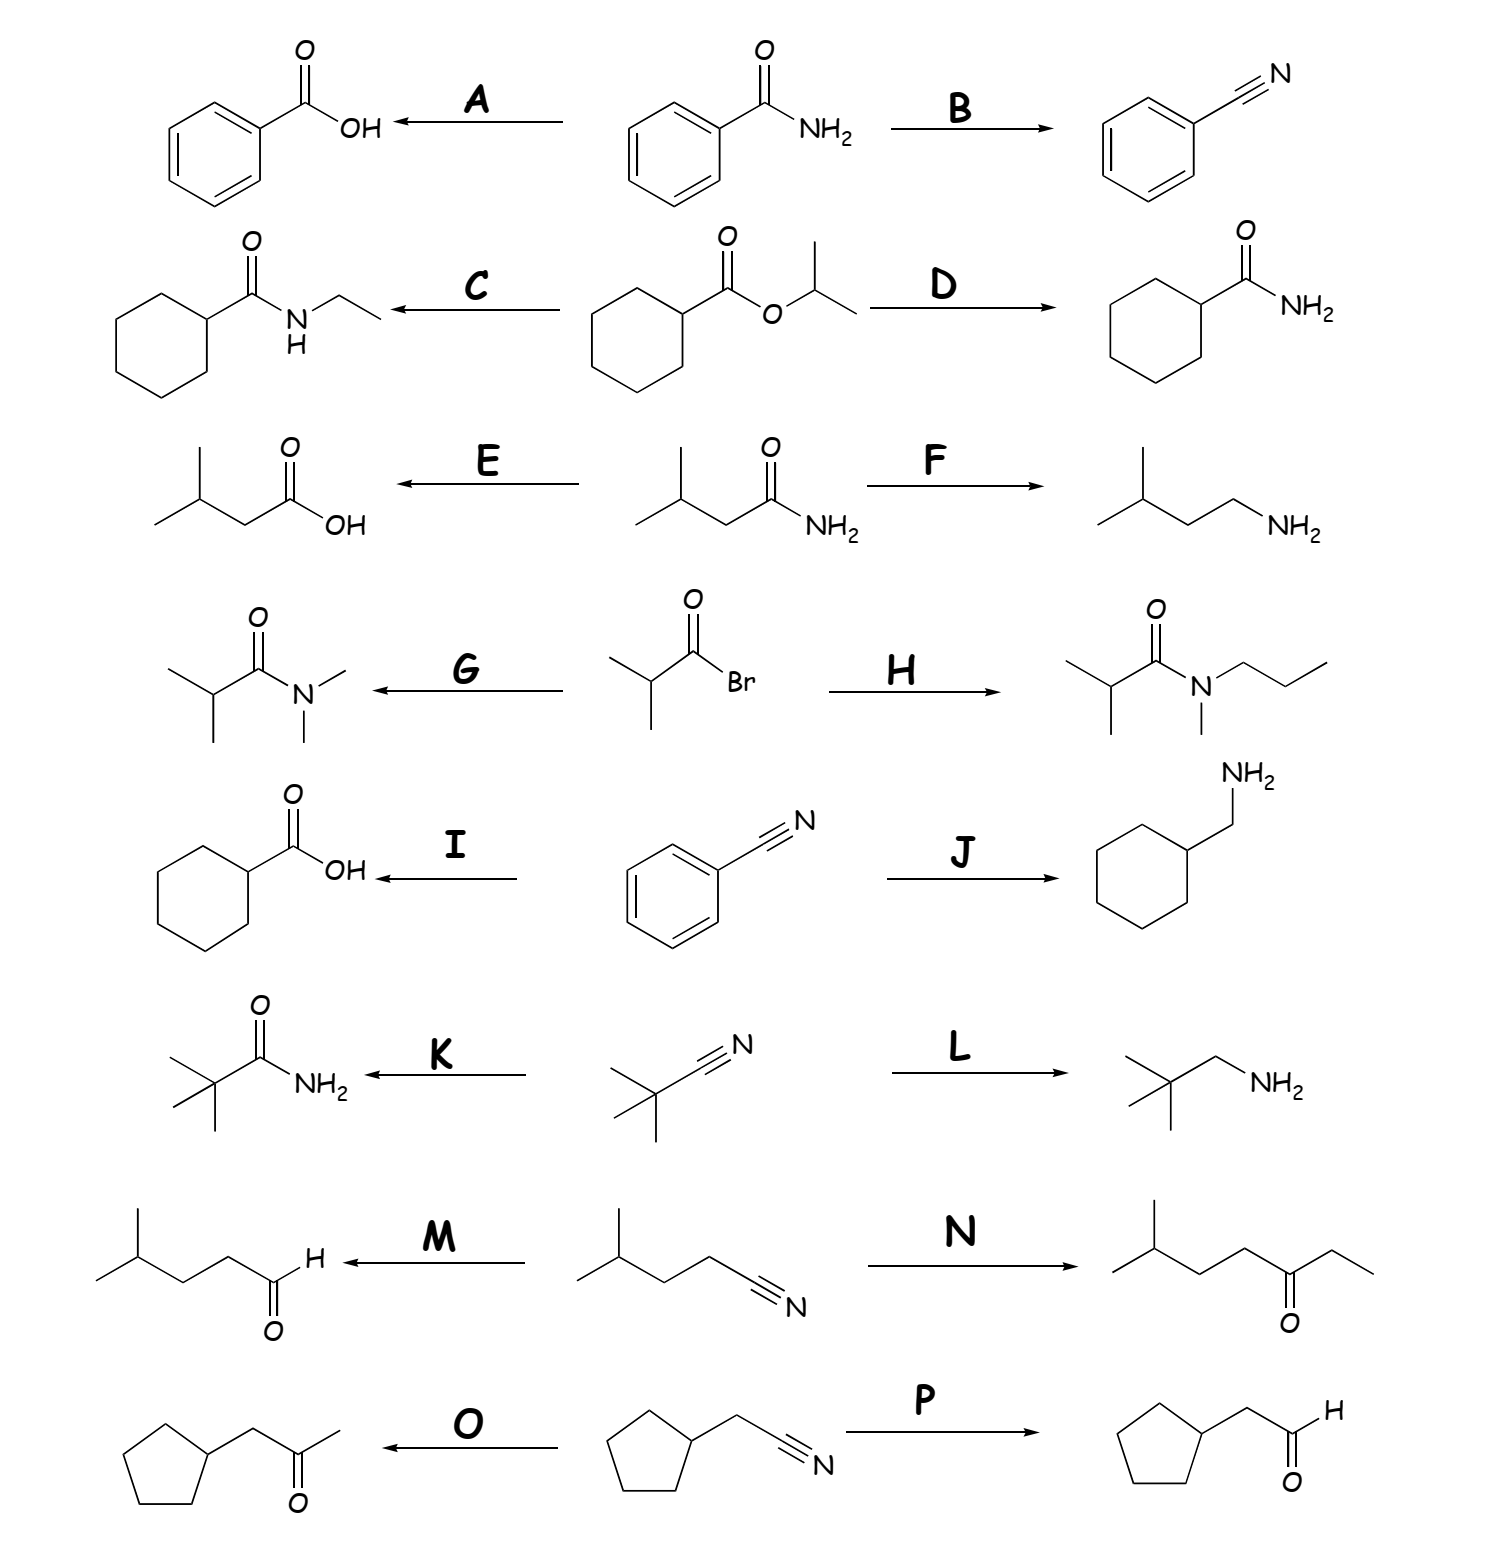 O O N
A B
OH NH2
O O O
C D
N H O NH2
O O
E F
OH NH2 NH2
O O O
G H
N Br N
O N NH2
I J
OH
O N
K L
NH2 NH2
M N
H O N O
O P
O N H O